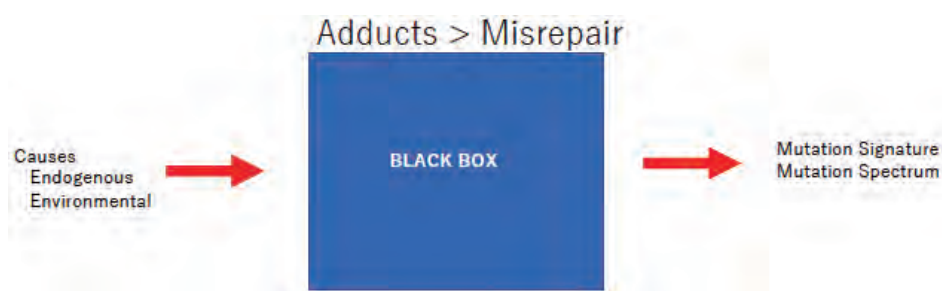 Adducts > Misrepair
Causes
Endogenous
Environmental
BLACK BOX
Mutation Signature
Mutation Spectrum